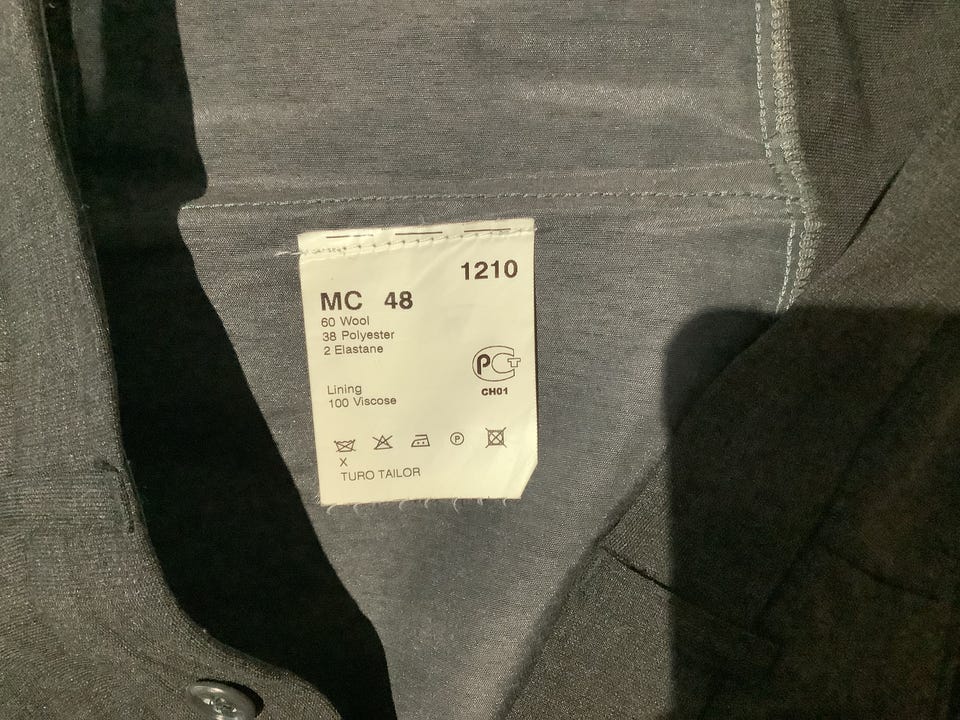 1210
MC 48
60 Wool
38 Polyester
2 Elastane
PCT
CH01
Lining
100 Viscose
P
X
TURO TAILOR